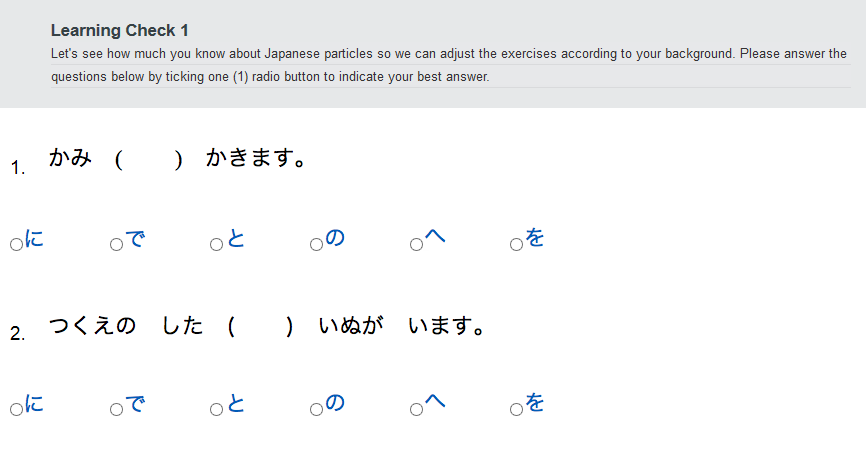 Learning Check 1
Let's see how much you know about Japanese particles so we can adjust the exercises according to your background. Please answer the
questions below by ticking one (1) radio button to indicate your best answer.
1. かみ (　　) かきます。
に で と の へ を
2. つくえの した (　　) いぬが います。
に で と の へ を